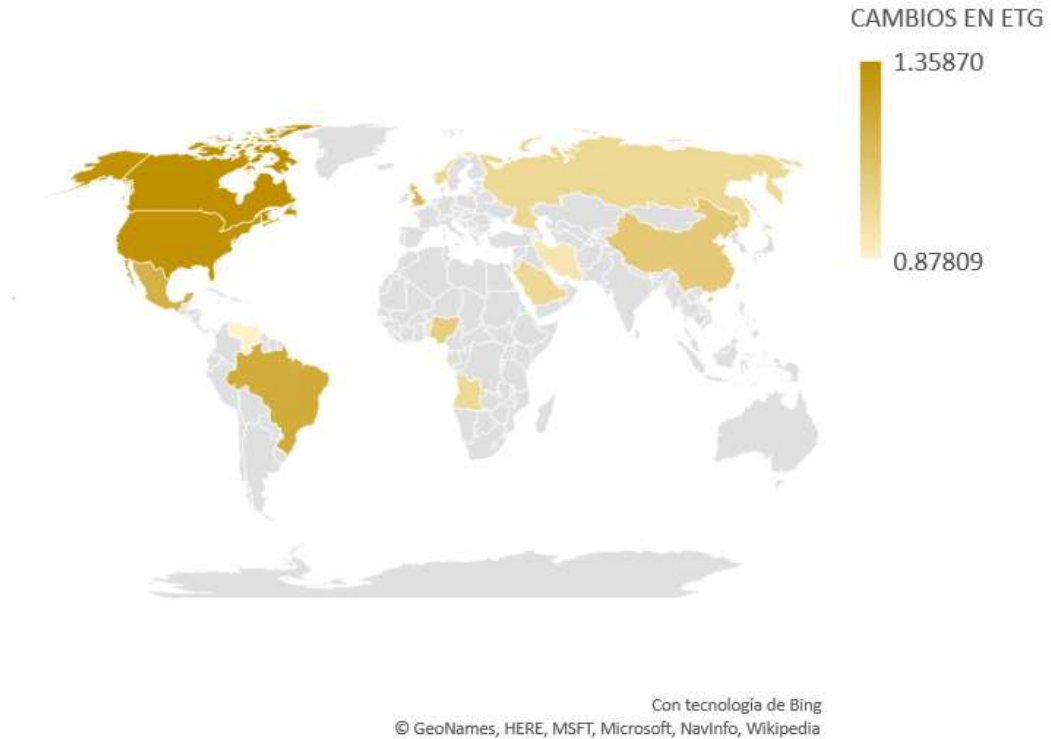 CAMBIOS EN ETG
1.35870
0.87809
Con tecnología de Bing
© GeoNames, HERE, MSFT, Microsoft, NavInfo, Wikipedia